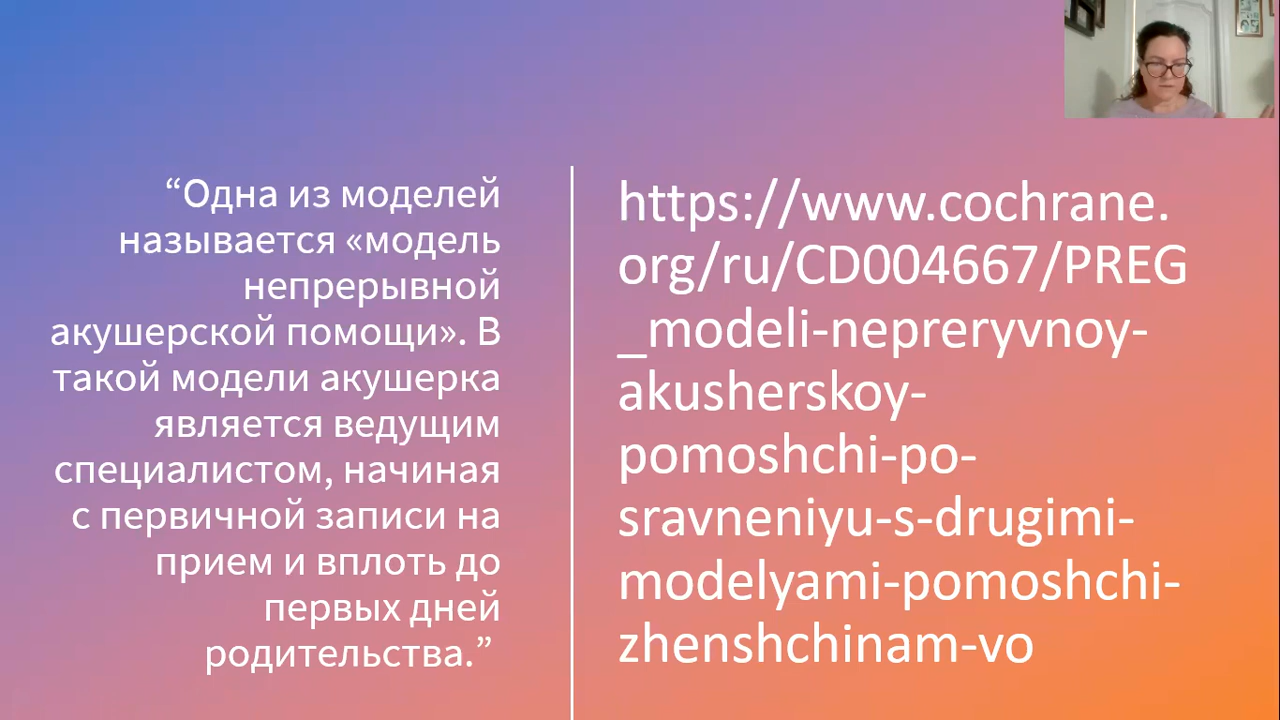 “Одна из моделей
называется «модель
непрерывной
акушерской помощи». В
такой модели акушерка
является ведущим
специалистом, начиная
с первичной записи на
прием и вплоть до
первых дней
родительства.”
https://www.cochrane.
org/ru/CD004667/PREG
_modeli-nepreryvnoy-
akusherskoy-
pomoshchi-po-
sravneniyu-s-drugimi-
modelyami-pomoshchi-
zhenshchinam-vo